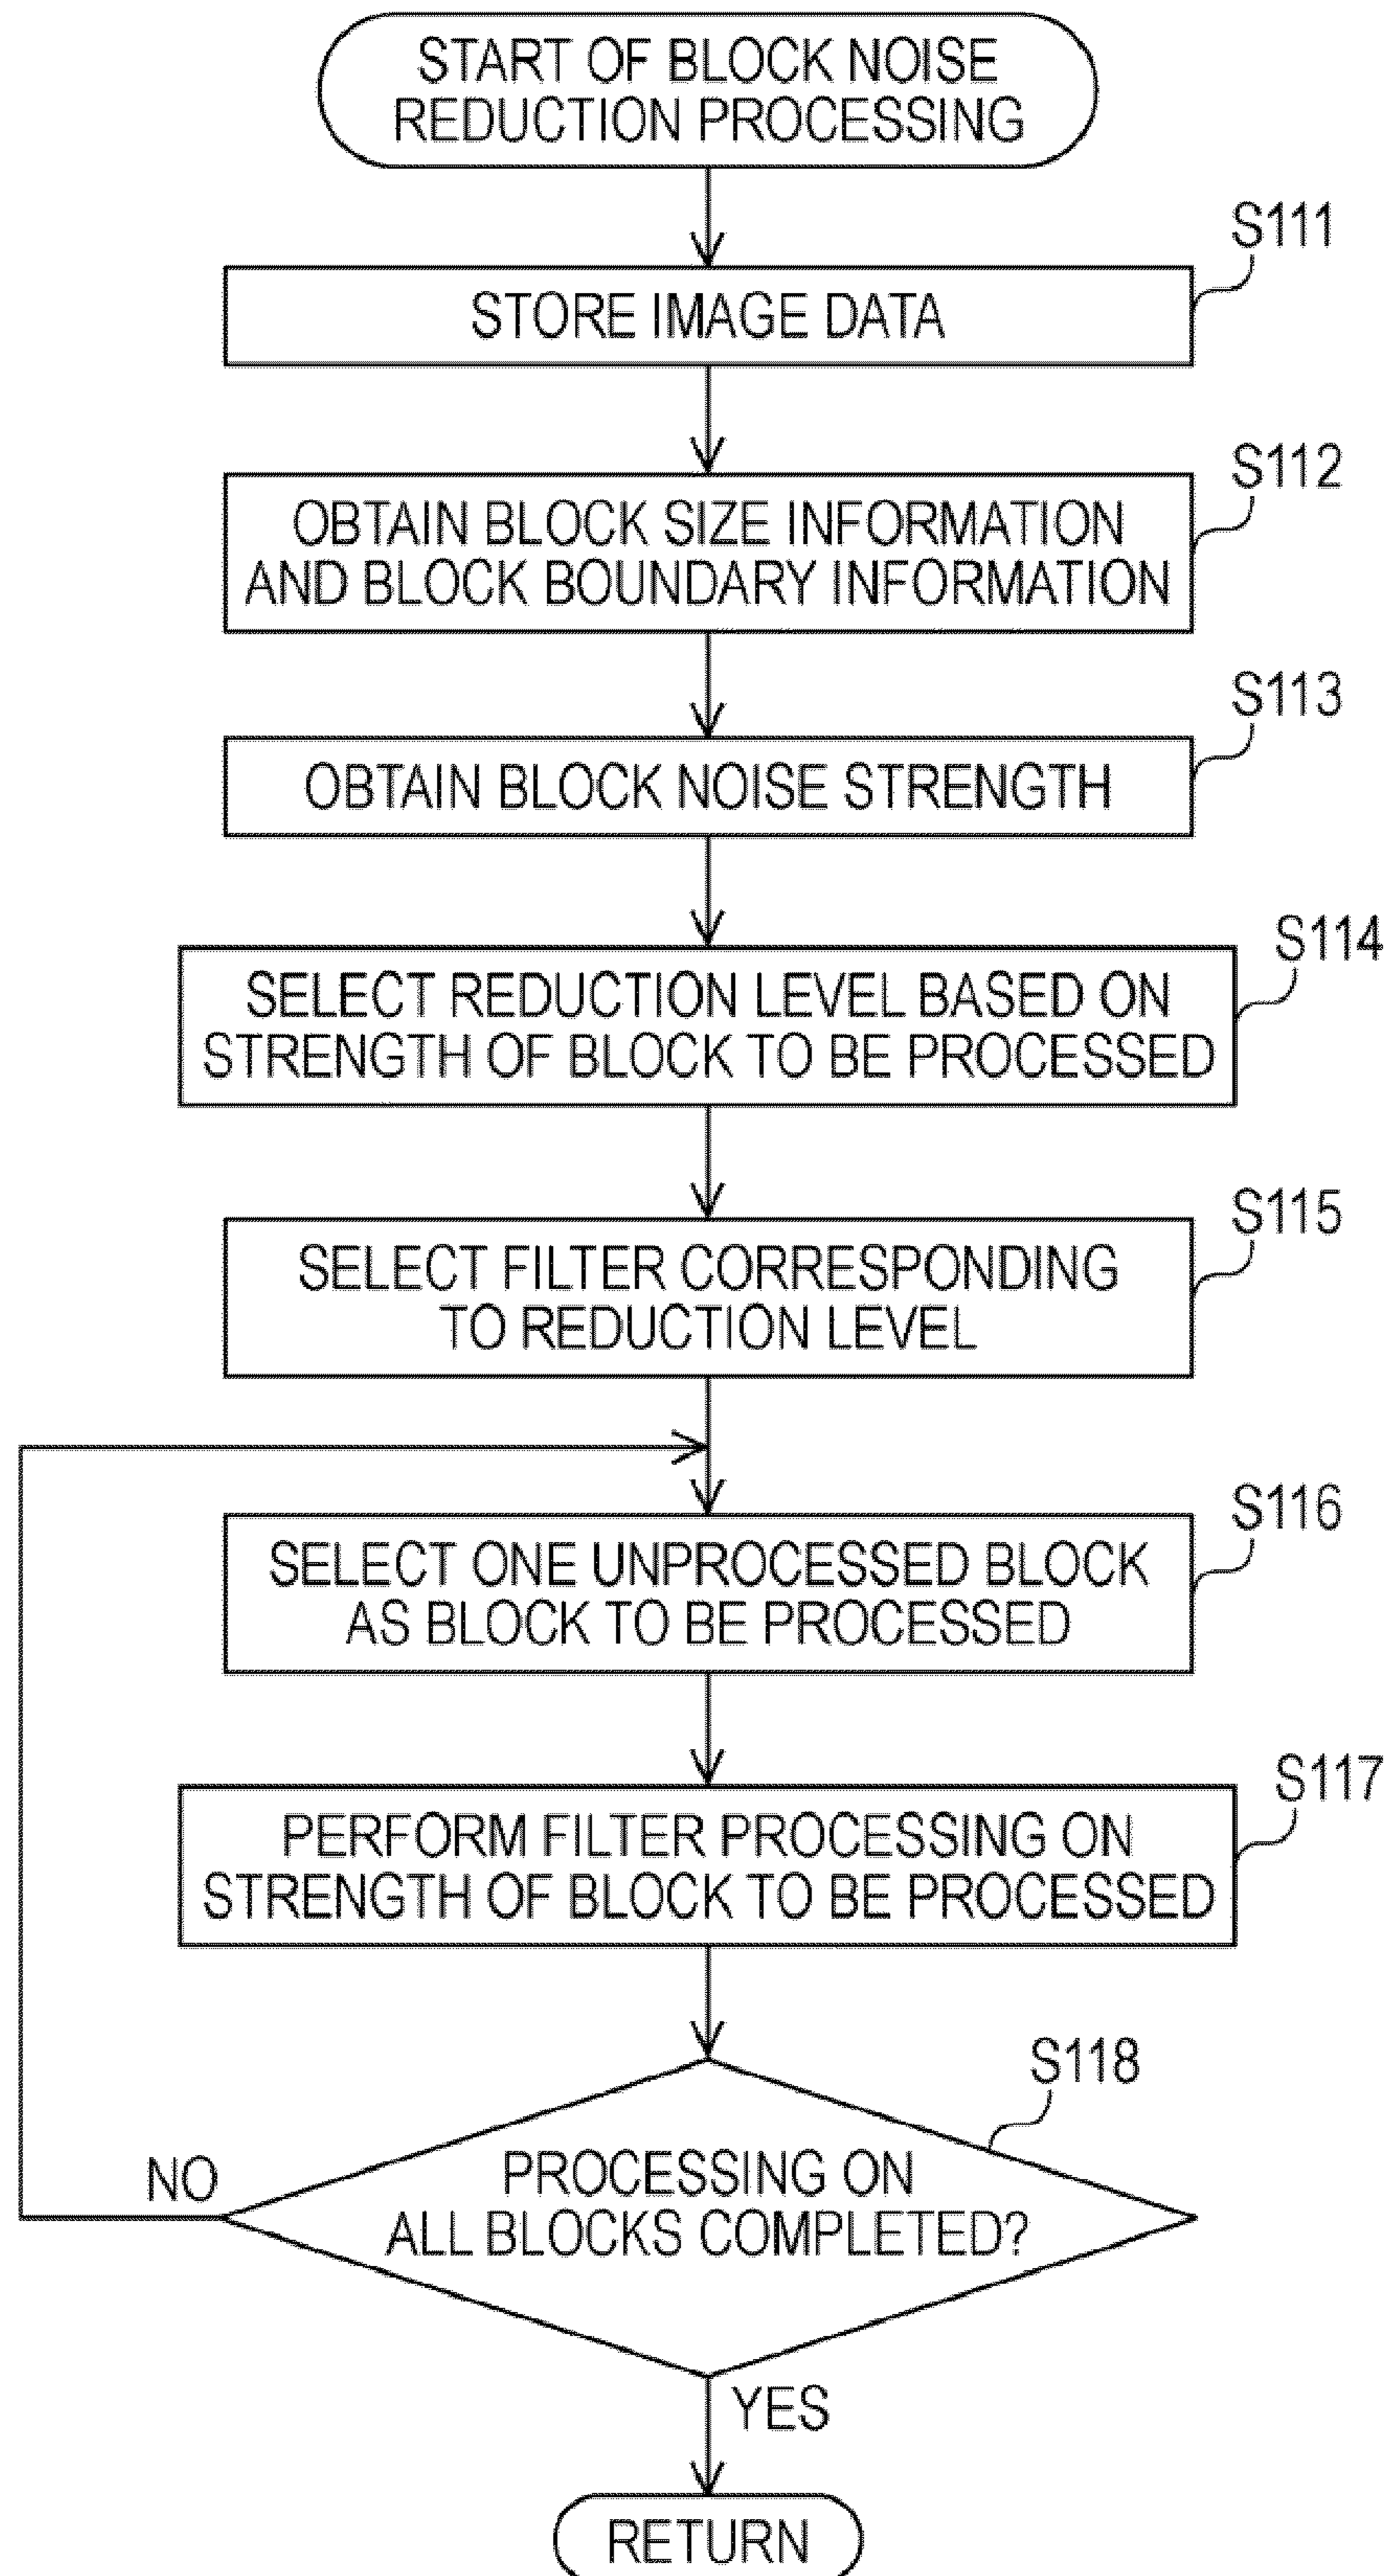 START OF BLOCK NOISE
REDUCTION PROCESSING
S111
STORE IMAGE DATA
S112
OBTAIN BLOCK SIZE INFORMATION
AND BLOCK BOUNDARY INFORMATION
S113
OBTAIN BLOCK NOISE STRENGTH
S114
SELECT REDUCTION LEVEL BASED ON
STRENGTH OF BLOCK TO BE PROCESSED
S115
SELECT FILTER CORRESPONDING
TO REDUCTION LEVEL
S116
SELECT ONE UNPROCESSED BLOCK
AS BLOCK TO BE PROCESSED
S117
PERFORM FILTER PROCESSING ON
STRENGTH OF BLOCK TO BE PROCESSED
S118
PROCESSING ON
ALL BLOCKS COMPLETED?
NO
YES
RETURN